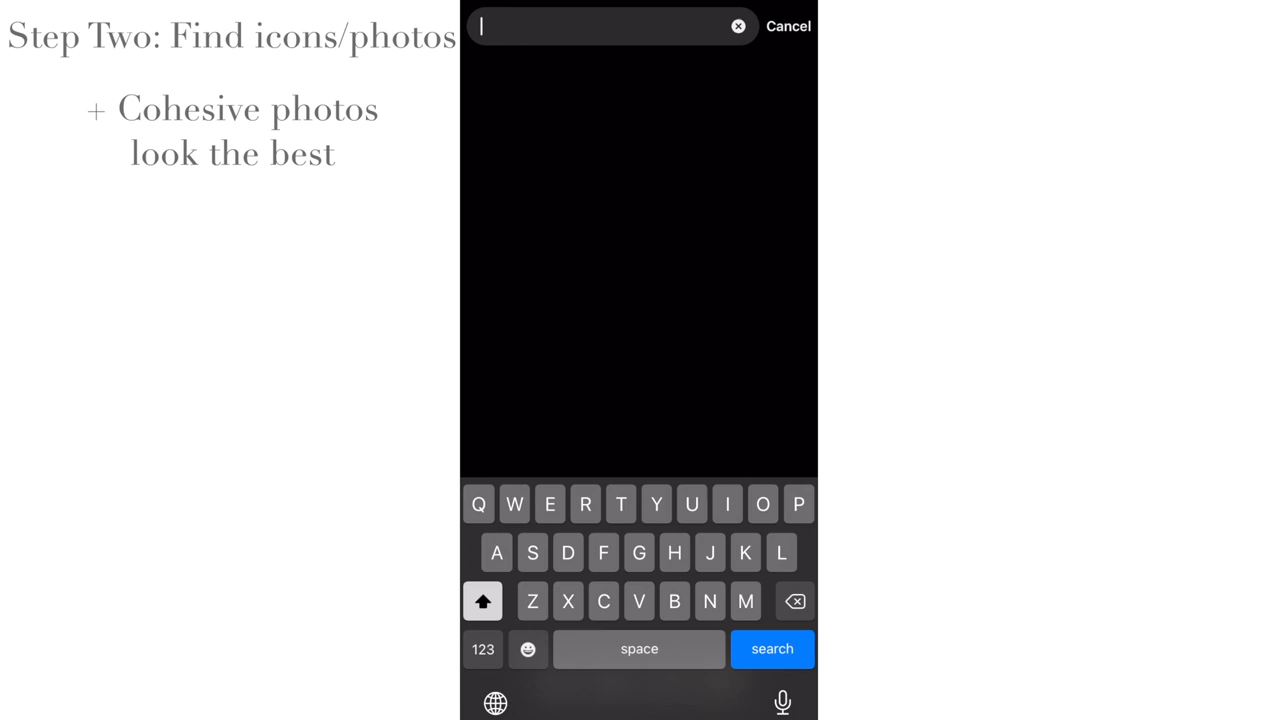 Step Two: Find icons/photos
+ Cohesive photos
look the best
Cancel
Q W E R T Y U I O P
A S D F G H J K L
Z X C V B N M
123 space search